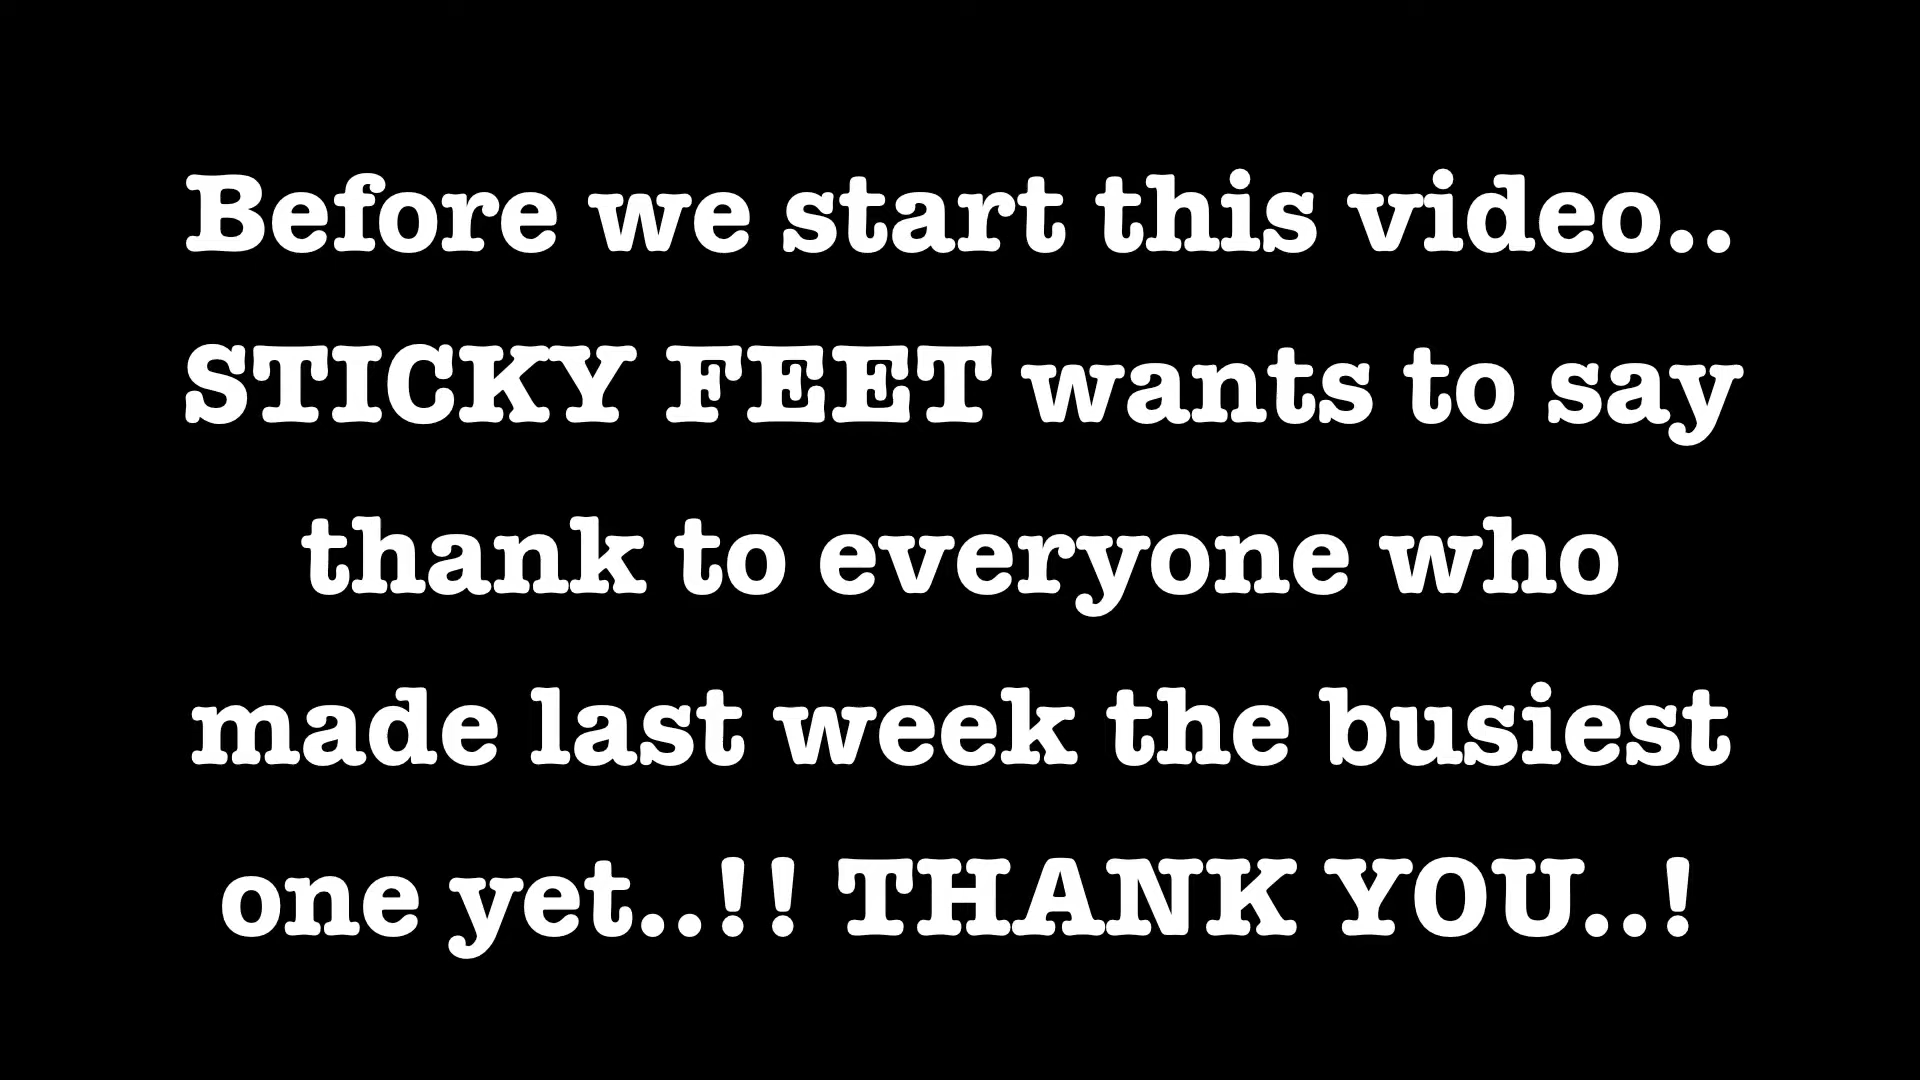 Before we start this video..
STICKY FEET wants to say
thank to everyone who
made last week the busiest
one yet..!! THANK YOU..!